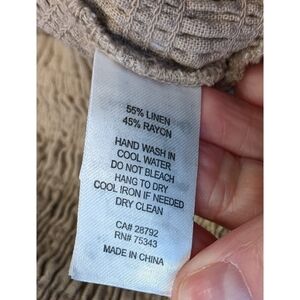 55% LINEN
45% RAYON
HAND WASH IN
COOL WATER
DO NOT BLEACH
HANG TO DRY
COOL IRON IF NEEDED
DRY CLEAN
CA# 28792
RN# 75343
MADE IN CHINA